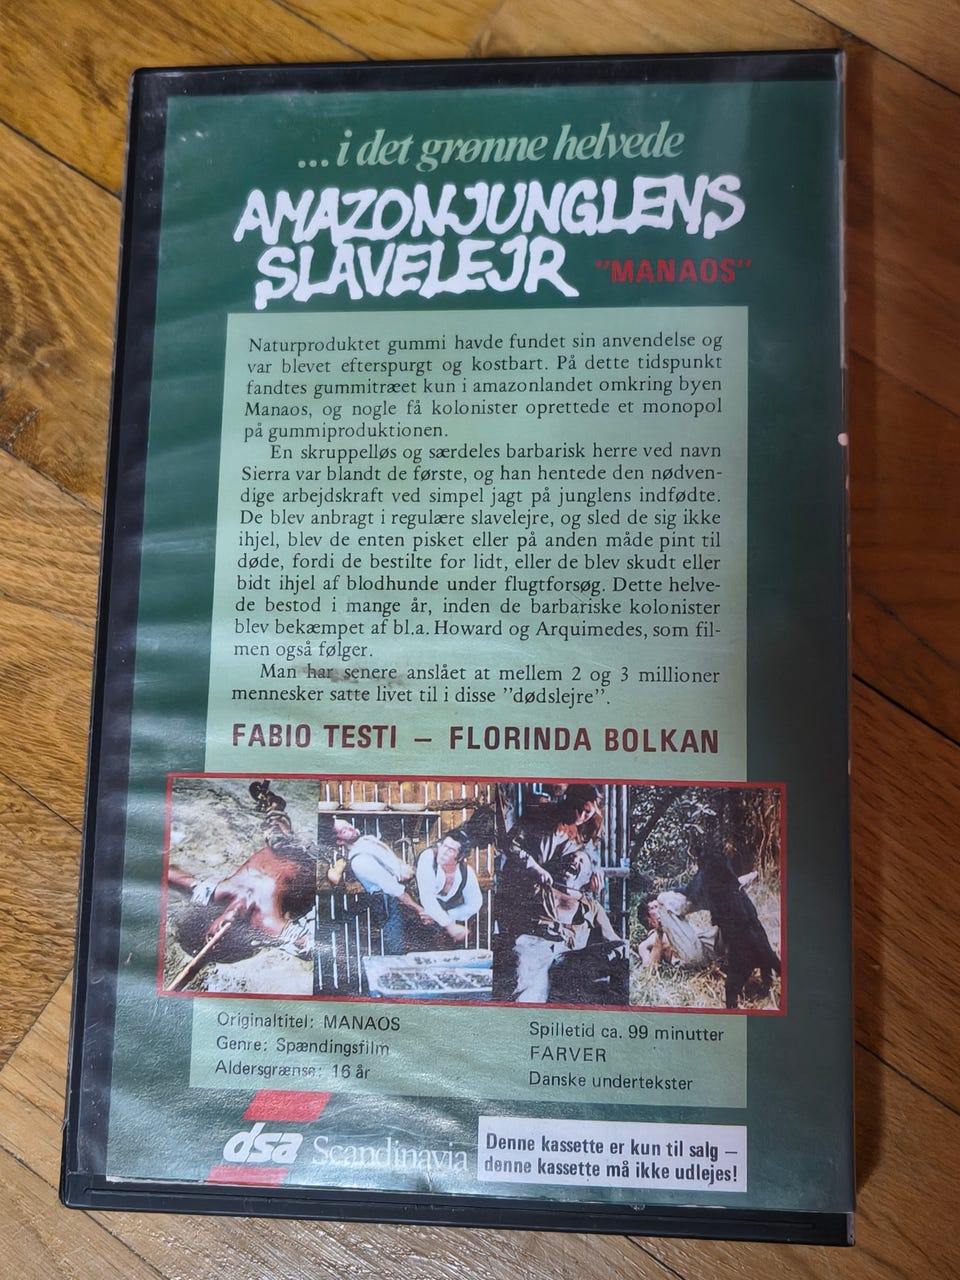 ...i det grønne helvede
AMAZONJUNGLENS
SLAVELEJR "MANAOS"
Naturproduktet gummi havde fundet sin anvendelse og
var blevet efterspurgt og kostbart. På dette tidspunkt
fandtes gummitræet kun i amazonlandet omkring byen
Manaos, og nogle få kolonister oprettede et monopol
på gummiproduktionen.
En skruppelløs og særdeles barbarisk herre ved navn
Sierra var blandt de første, og han hentede den nødven-
dige arbejdskraft ved simpel jagt på junglens indfødte.
De blev anbragt i regulære slavelejre, og sled de sig ikke
ihjel, blev de enten pisket eller på anden måde pint til
døde, fordi de bestilte for lidt, eller de blev skudt eller
bidt ihjel af blodhunde under flugtforsøg. Dette helve-
de bestod i mange år, inden de barbariske kolonister
blev bekæmpet af bl.a. Howard og Arquimedes, som fil-
men også følger.
Man har senere anslået at mellem 2 og 3 millioner
mennesker satte livet til i disse "dødslejre".
FABIO TESTI – FLORINDA BOLKAN
Originaltitel: MANAOS
Genre: Spændingsfilm
Aldersgrænse: 16 år
Spilletid ca. 99 minutter
FARVER
Danske undertekster
dsa Scandinavia
Denne kassette er kun til salg –
denne kassette må ikke udlejes!